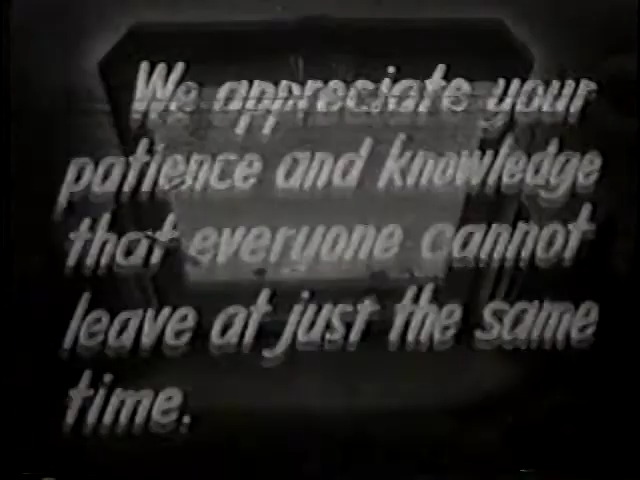 We appreciate your
patience and knowledge
that everyone cannot
leave at just the same
time.